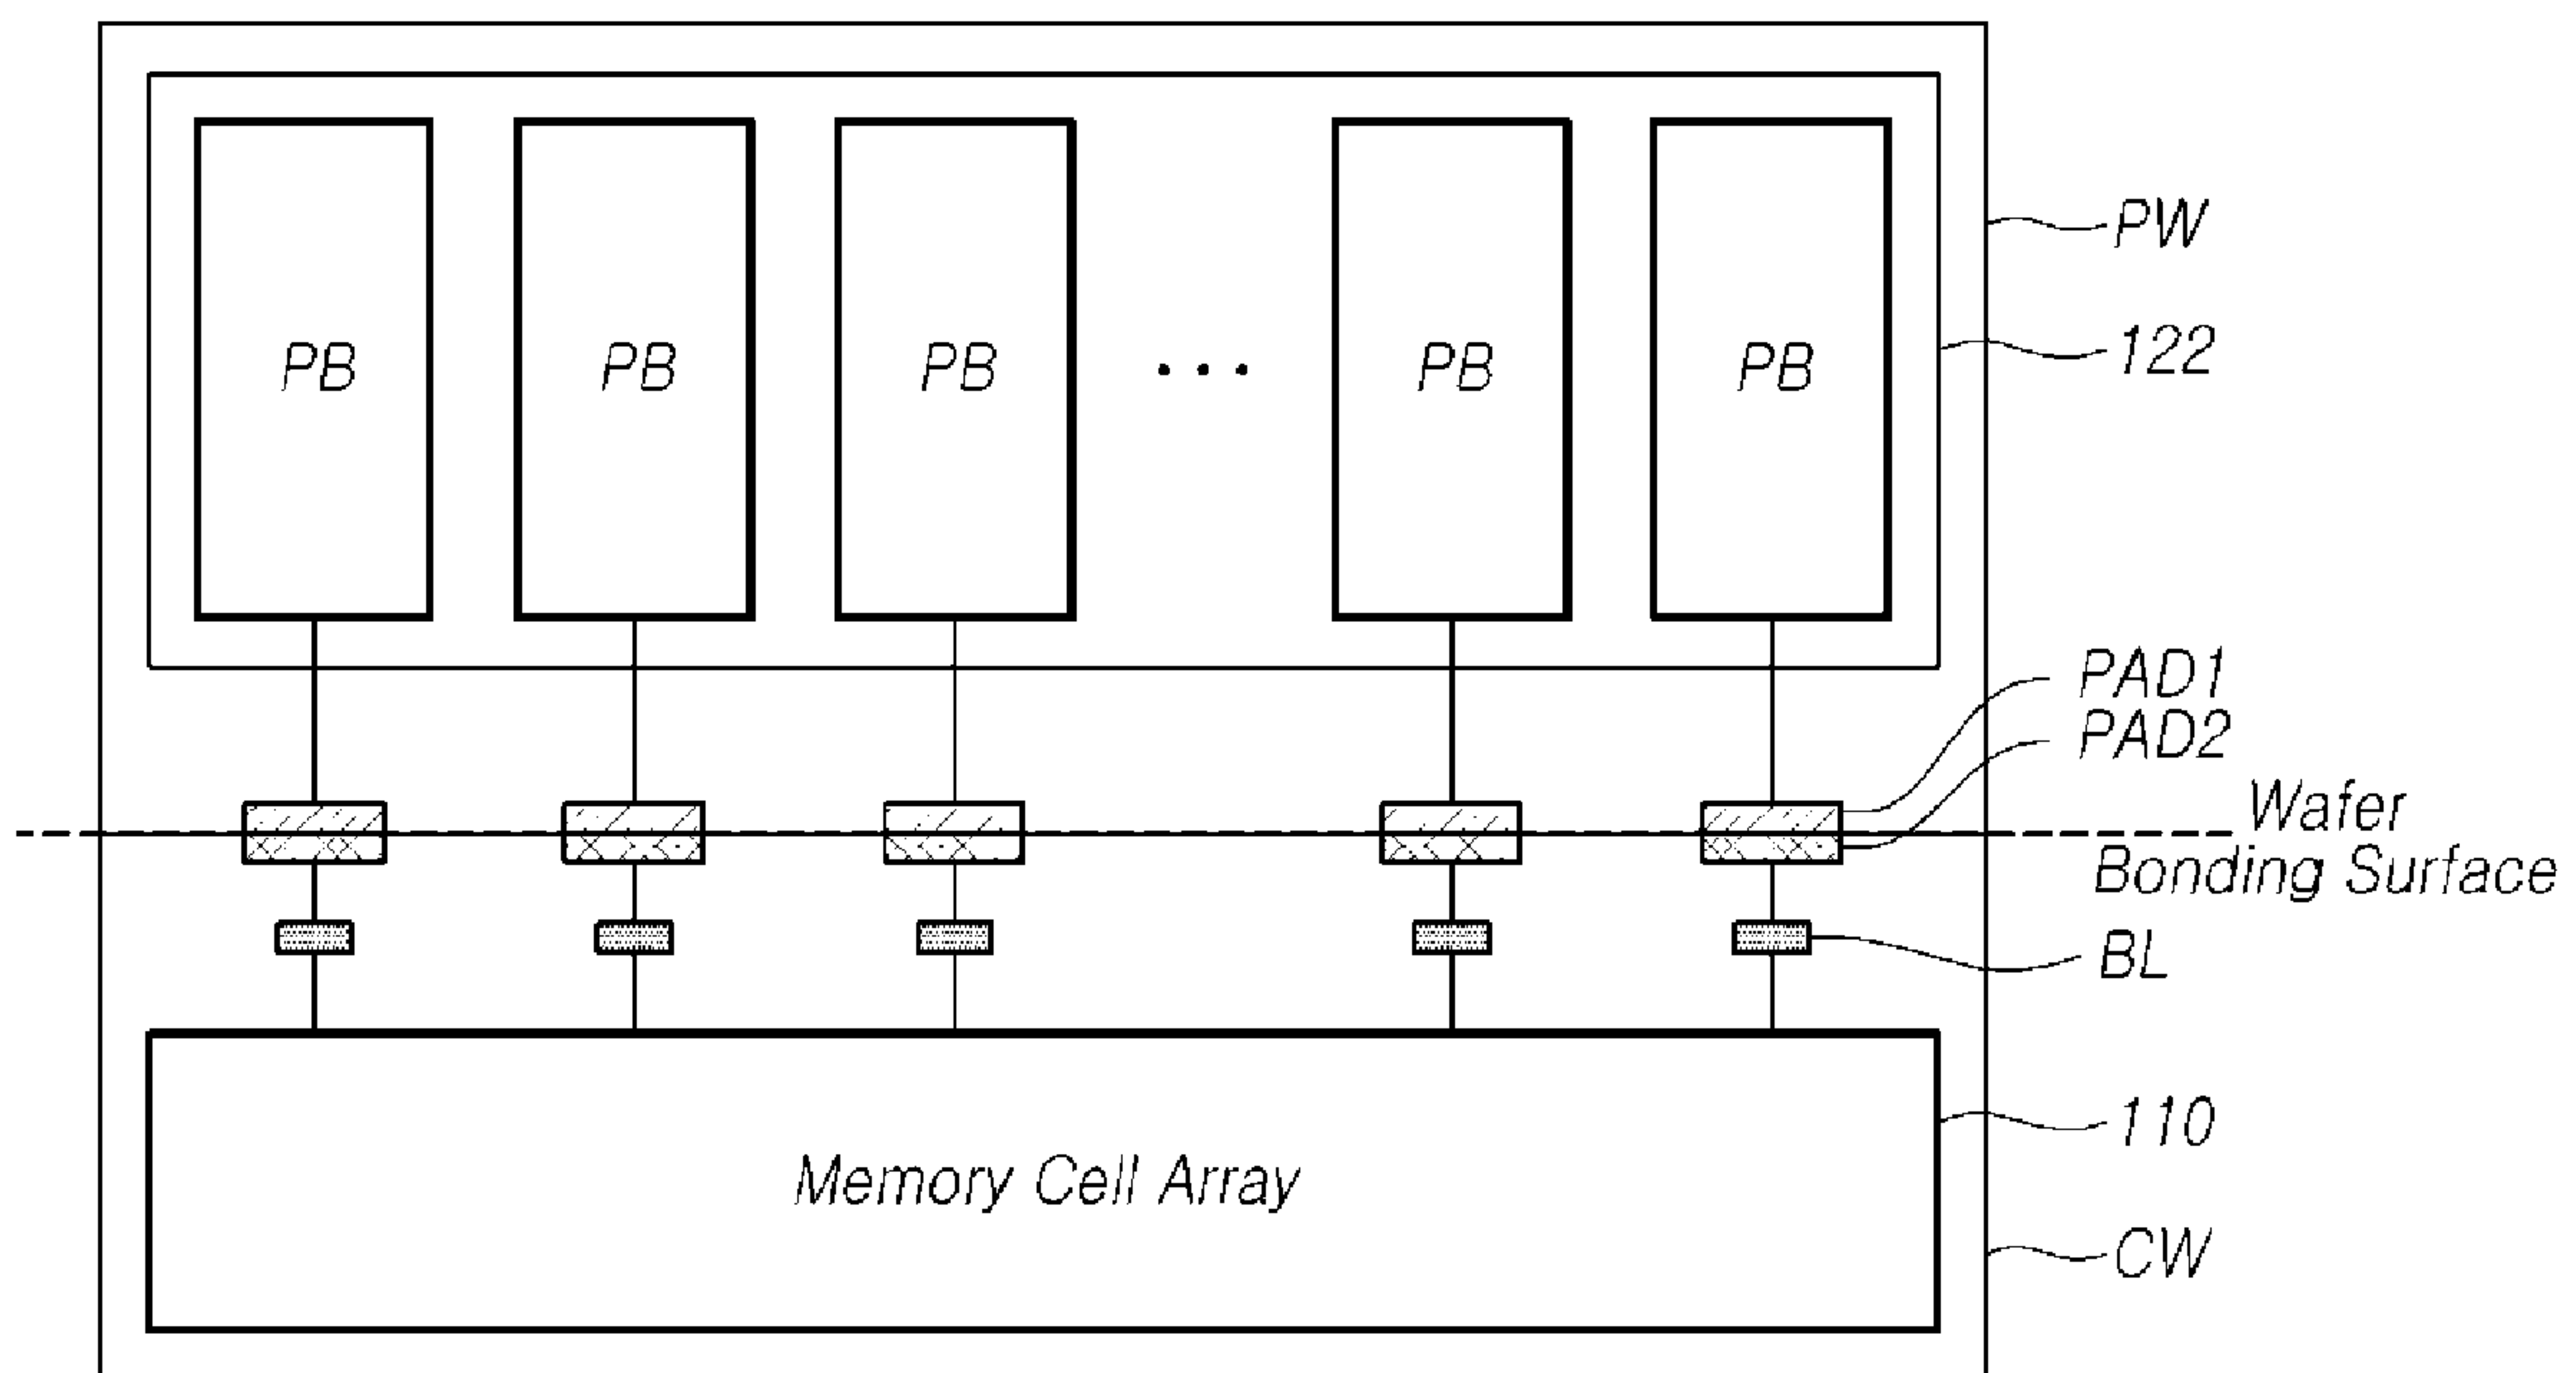 PW
122
PB PB PB ... PB PB
PAD1
PAD2
Wafer
Bonding Surface
BL
110
Memory Cell Array
CW